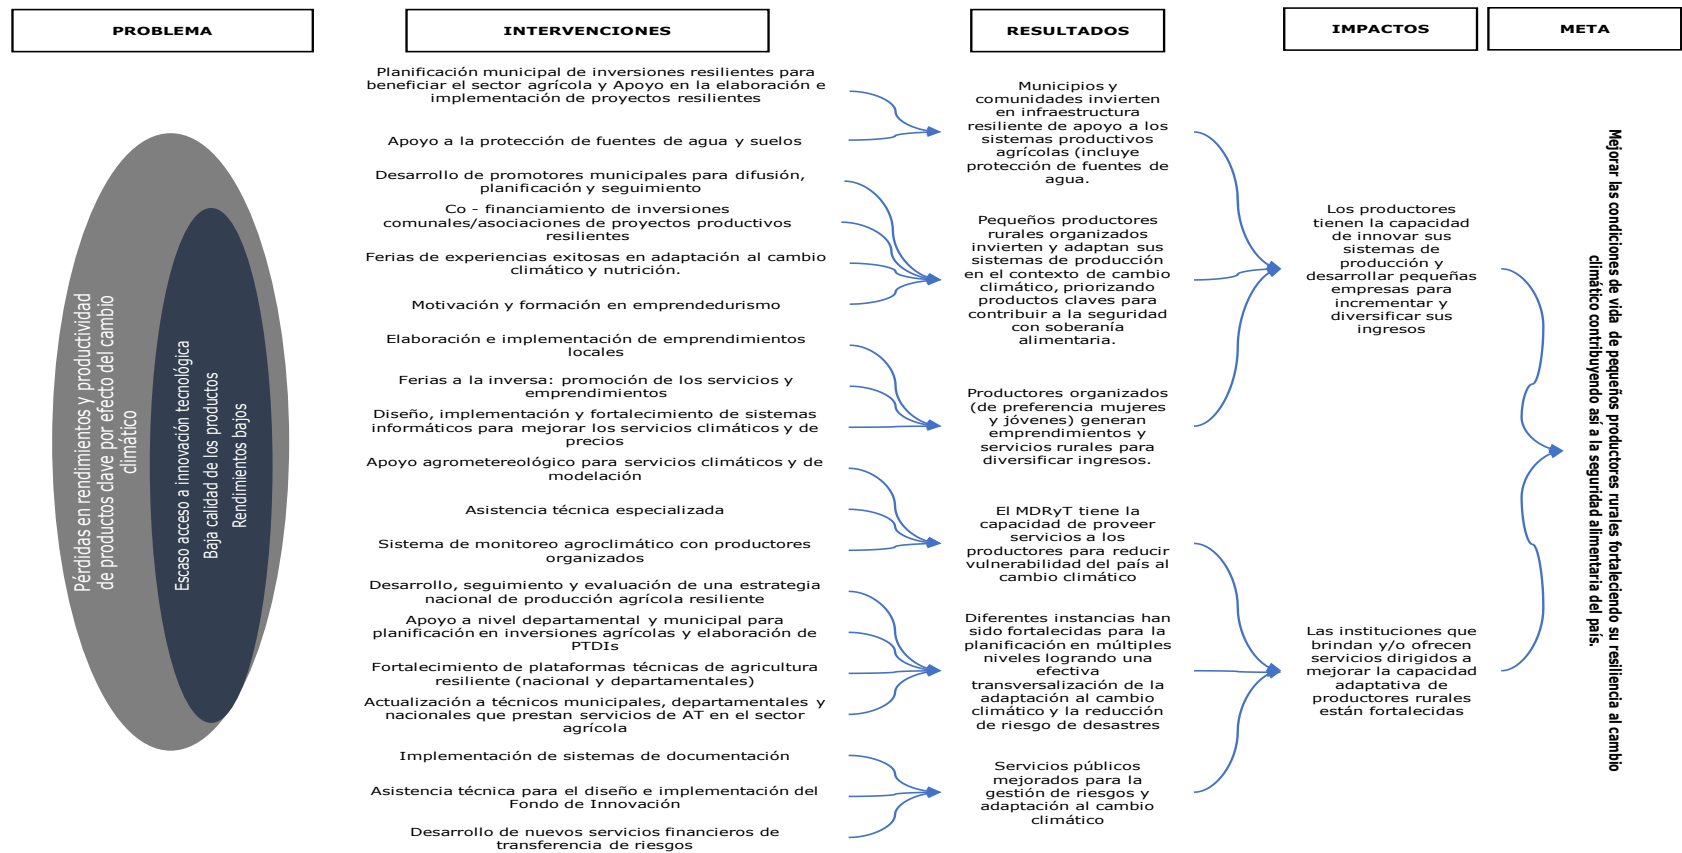 PROBLEMA
INTERVENCIONES
RESULTADOS
IMPACTOS
META
Pérdidas en rendimientos y productividad
de productos clave por efecto del cambio
climático
Escaso acceso a innovación tecnológica
Baja calidad de los productos
Rendimientos bajos
Planificación municipal de inversiones resilientes para
beneficiar el sector agrícola y Apoyo en la elaboración e
implementación de proyectos resilientes
Apoyo a la protección de fuentes de agua y suelos
Desarrollo de promotores municipales para difusión,
planificación y seguimiento
Co - financiamiento de inversiones
comunales/asociaciones de proyectos productivos
resilientes
Ferias de experiencias exitosas en adaptación al cambio
climático y nutrición.
Motivación y formación en emprendedurismo
Elaboración e implementación de emprendimientos
locales
Ferias a la inversa: promoción de los servicios y
emprendimientos
Diseño, implementación y fortalecimiento de sistemas
informáticos para mejorar los servicios climáticos y de
precios
Apoyo agrometereológico para servicios climáticos y de
modelación
Asistencia técnica especializada
Sistema de monitoreo agroclimático con productores
organizados
Desarrollo, seguimiento y evaluación de una estrategia
nacional de producción agrícola resiliente
Apoyo a nivel departamental y municipal para
planificación en inversiones agrícolas y elaboración de
PTDIs
Fortalecimiento de plataformas técnicas de agricultura
resiliente (nacional y departamentales)
Actualización a técnicos municipales, departamentales y
nacionales que prestan servicios de AT en el sector
agrícola
Implementación de sistemas de documentación
Asistencia técnica para el diseño e implementación del
Fondo de Innovación
Desarrollo de nuevos servicios financieros de
transferencia de riesgos
Municipios y
comunidades invierten
en infraestructura
resiliente de apoyo a los
sistemas productivos
agrícolas (incluye
protección de fuentes de
agua.
Pequeños productores
rurales organizados
invierten y adaptan sus
sistemas de producción
en el contexto de cambio
climático, priorizando
productos claves para
contribuir a la seguridad
con soberanía
alimentaria.
Productores organizados
(de preferencia mujeres
y jóvenes) generan
emprendimientos y
servicios rurales para
diversificar ingresos.
El MDRyT tiene la
capacidad de proveer
servicios a los
productores para reducir
vulnerabilidad del país al
cambio climático
Diferentes instancias han
sido fortalecidas para la
planificación en múltiples
niveles logrando una
efectiva
transversalización de la
adaptación al cambio
climático y la reducción
de riesgo de desastres
Servicios públicos
mejorados para la
gestión de riesgos y
adaptación al cambio
climático
Los productores
tienen la capacidad
de innovar sus
sistemas de
producción y
desarrollar pequeñas
empresas para
incrementar y
diversificar sus
ingresos
Las instituciones que
brindan y/o ofrecen
servicios dirigidos a
mejorar la capacidad
adaptativa de
productores rurales
están fortalecidas
Mejorar las condiciones de vida de pequeños productores rurales fortaleciendo su resiliencia al cambio
climático contribuyendo así a la seguridad alimentaria del país.